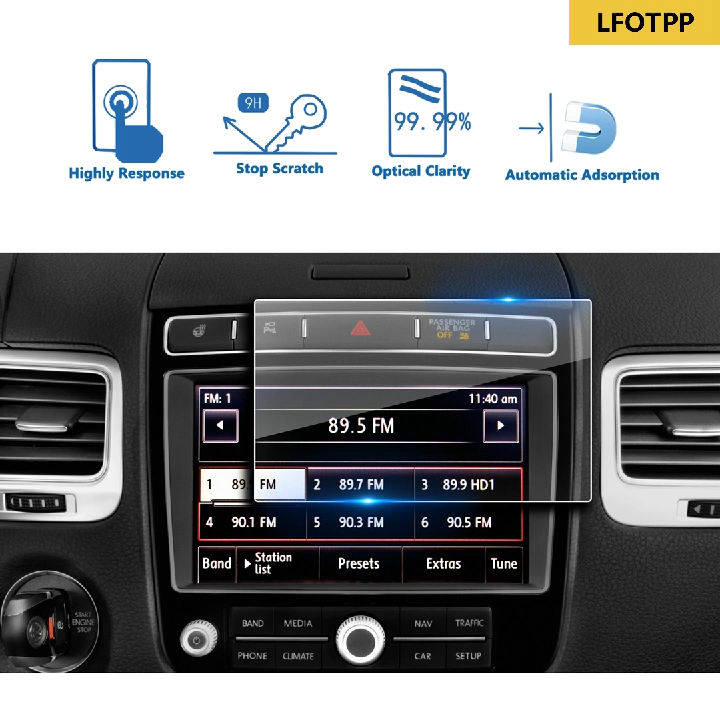 LFOTPP
9H
99.99%
Highly Response
Stop Scratch
Optical Clarity
Automatic Adsorption
PASSENGER
AIR BAG
OFF
FM: 1
11:40 am
89.5 FM
1 89. FM
2 89.7 FM
3 89.9 HD1
4 90.1 FM
5 90.3 FM
6 90.5 FM
Band
Station
list
Presets
Extras
Tune
START
ENGINE
STOP
BAND
MEDIA
NAV
TRAFFIC
PHONE
CLIMATE
CAR
SETUP